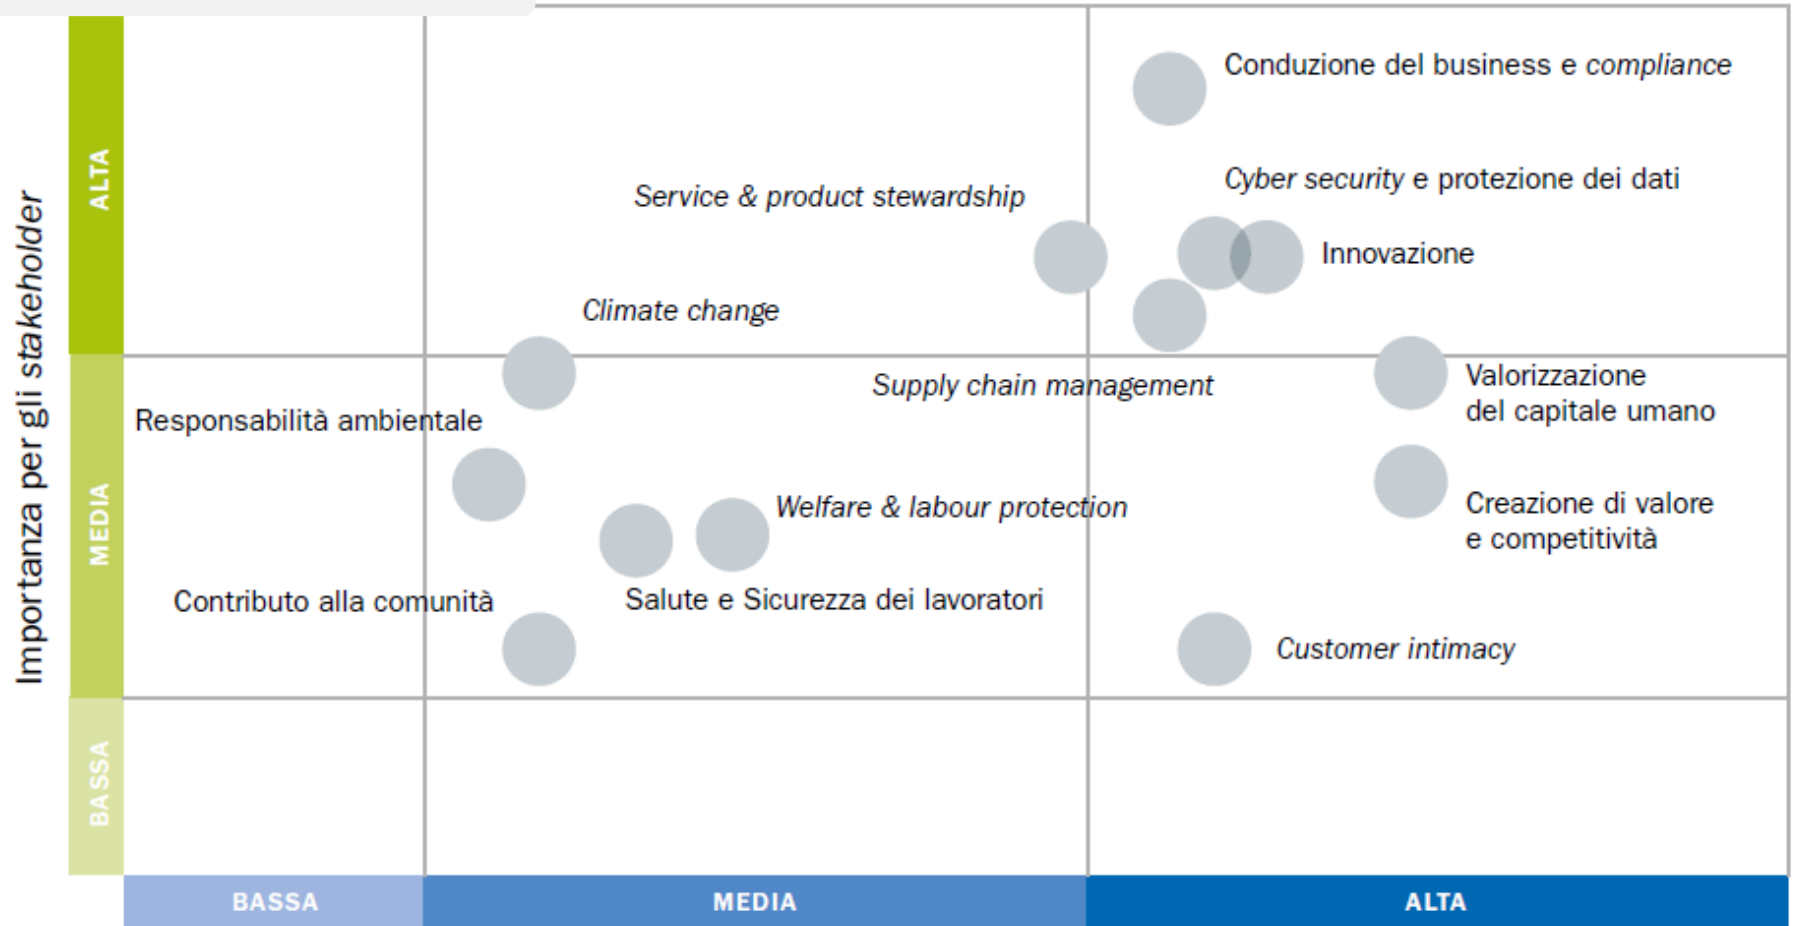 Importanza per gli stakeholder
ALTA
MEDIA
BASSA
Conduzione del business e compliance
Cyber security e protezione dei dati
Service & product stewardship
Innovazione
Climate change
Supply chain management
Valorizzazione
del capitale umano
Responsabilità ambientale
Welfare & labour protection
Creazione di valore
e competitività
Contributo alla comunità
Salute e Sicurezza dei lavoratori
Customer intimacy
BASSA
MEDIA
ALTA